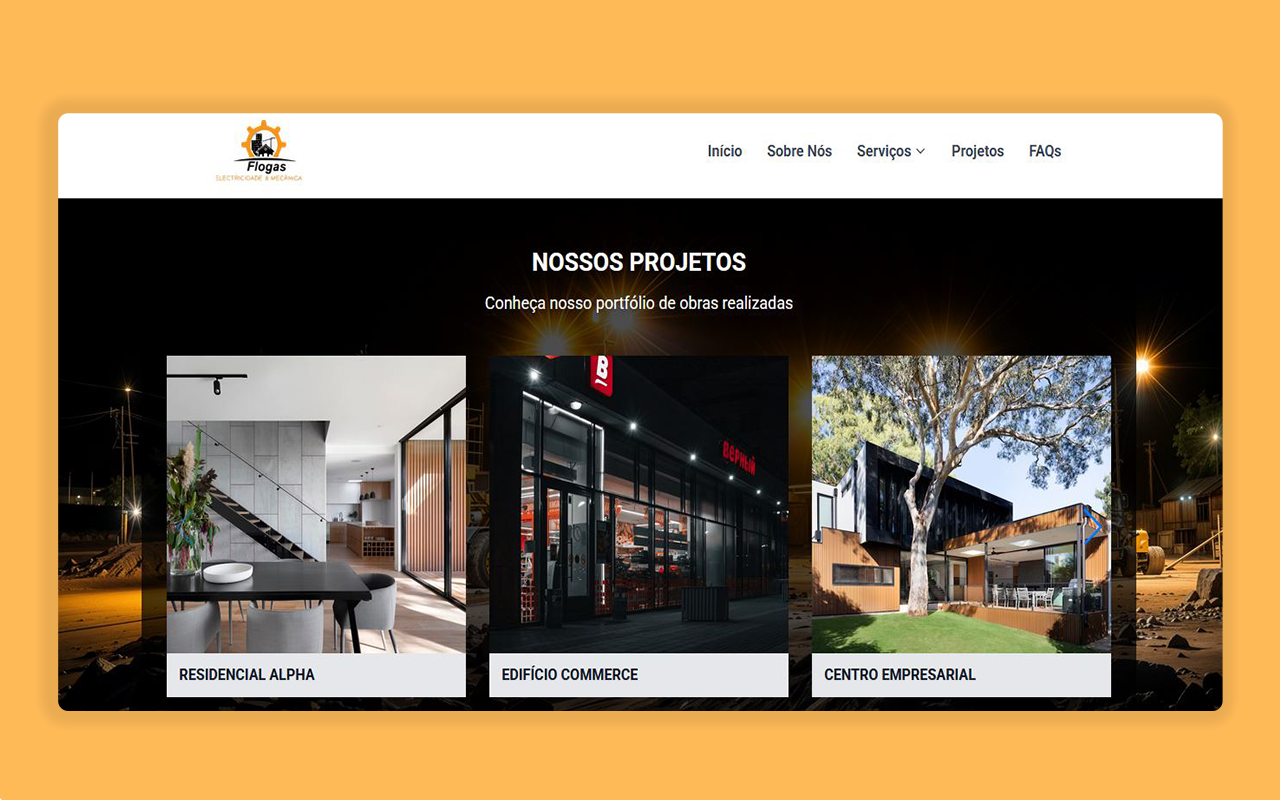 Flogas
ELECTRICIDADE & MECÂNICA
Início Sobre Nós Serviços Projetos FAQs
NOSSOS PROJETOS
Conheça nosso portfólio de obras realizadas
B
ВЕРНЫЙ
RESIDENCIAL ALPHA
EDIFÍCIO COMMERCE
CENTRO EMPRESARIAL